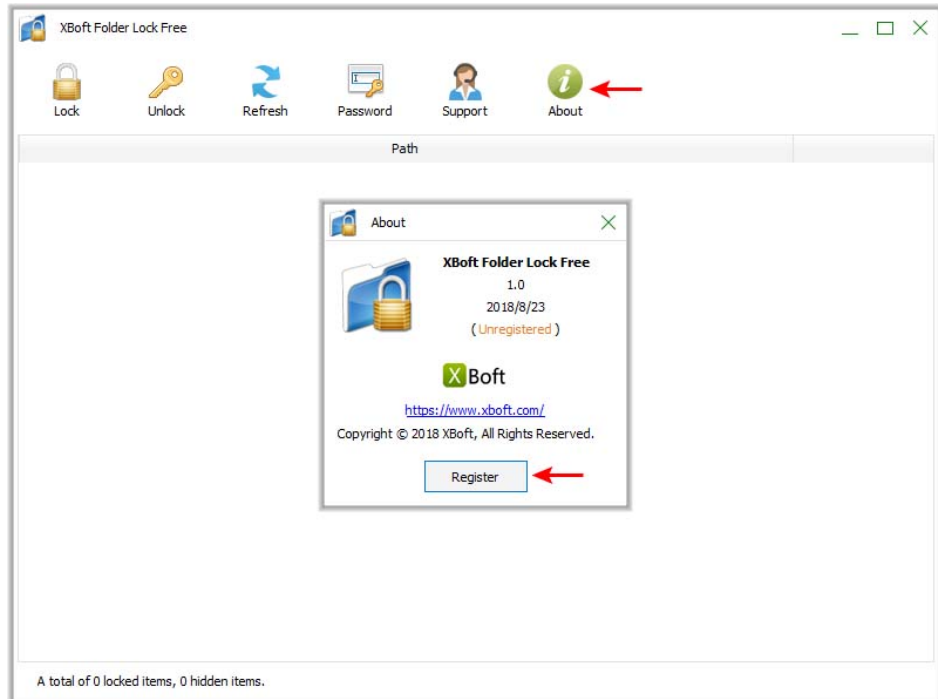 XBoft Folder Lock Free
Lock Unlock Refresh Password Support About
Path
About
XBoft Folder Lock Free
1.0
2018/8/23
( Unregistered )
X Boft
https://www.xboft.com/
Copyright © 2018 XBoft, All Rights Reserved.
Register
A total of 0 locked items, 0 hidden items.